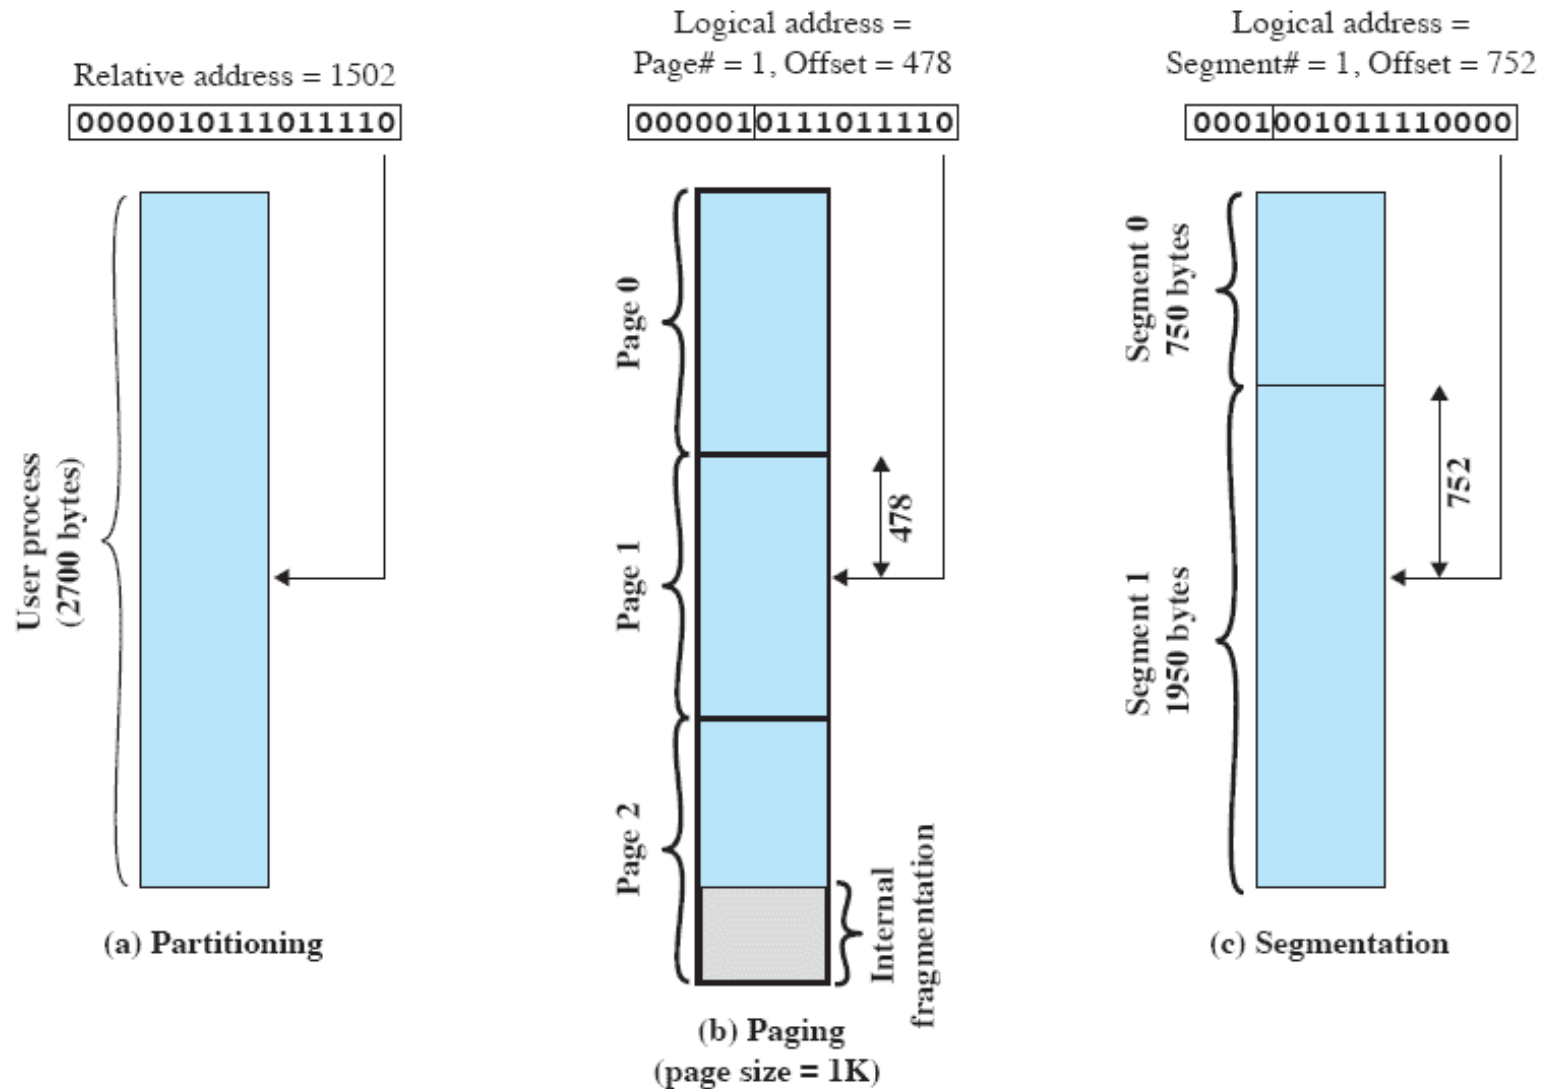 Relative address = 1502
0000010111011110
User process
(2700 bytes)
(a) Partitioning
Logical address =
Page# = 1, Offset = 478
0000010111011110
Page 0
Page 1
Page 2
478
Internal
fragmentation
(b) Paging
(page size = 1K)
Logical address =
Segment# = 1, Offset = 752
0001001011110000
Segment 0
750 bytes
752
Segment 1
1950 bytes
(c) Segmentation